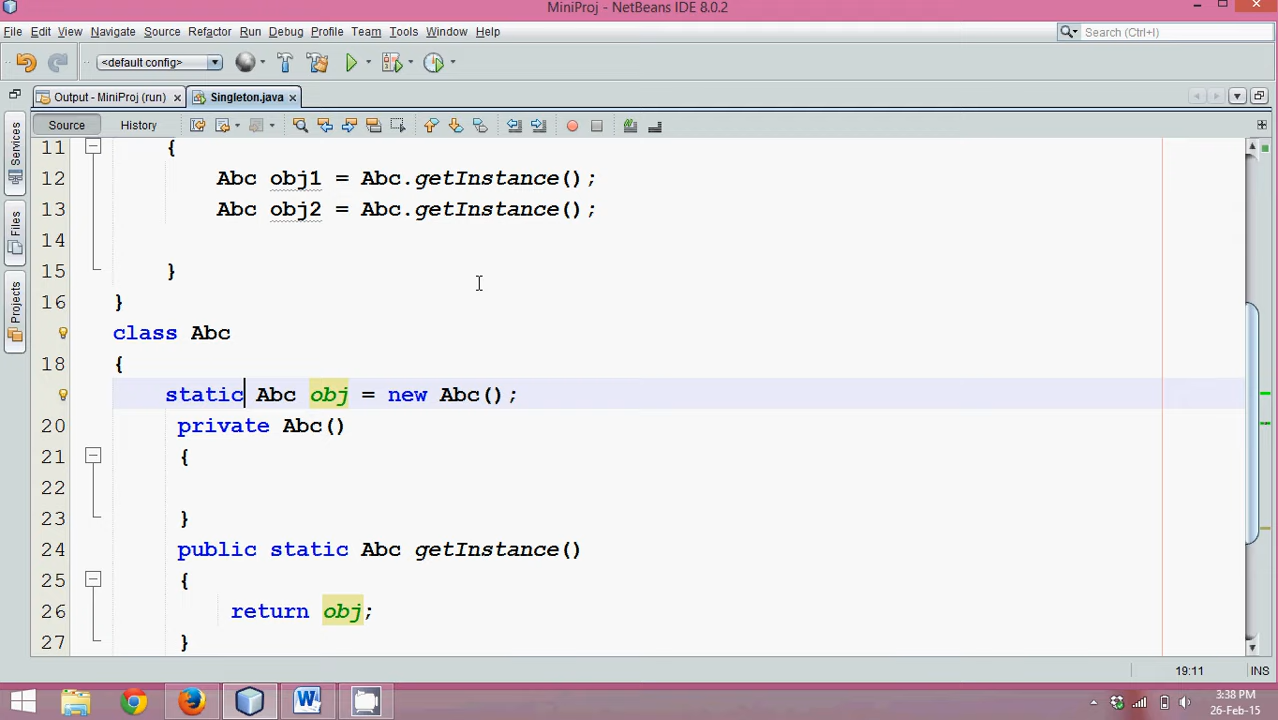 MiniProj - NetBeans IDE 8.0.2
File Edit View Navigate Source Refactor Run Debug Profile Team Tools Window Help
Search (Ctrl+I)
<default config>
Output - MiniProj (run) Singleton.java
Source History
Services
Files
Projects
11 {
12 Abc obj1 = Abc.getInstance();
13 Abc obj2 = Abc.getInstance();
14
15 }
16 }
class Abc
18 {
static Abc obj = new Abc();
20 private Abc()
21 {
22
23 }
24 public static Abc getInstance()
25 {
26 return obj;
27 }
19:11 INS
3:38 PM
26-Feb-15